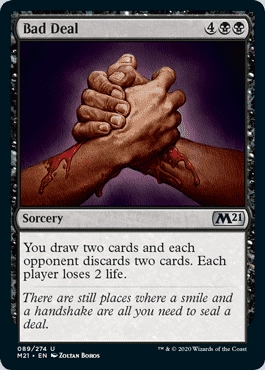 Bad Deal 4
Sorcery M21
You draw two cards and each
opponent discards two cards. Each
player loses 2 life.
There are still places where a smile and
a handshake are all you need to seal a
deal.
089/274 U
M21 • EN Zoltan Boros ™ & © 2020 Wizards of the Coast